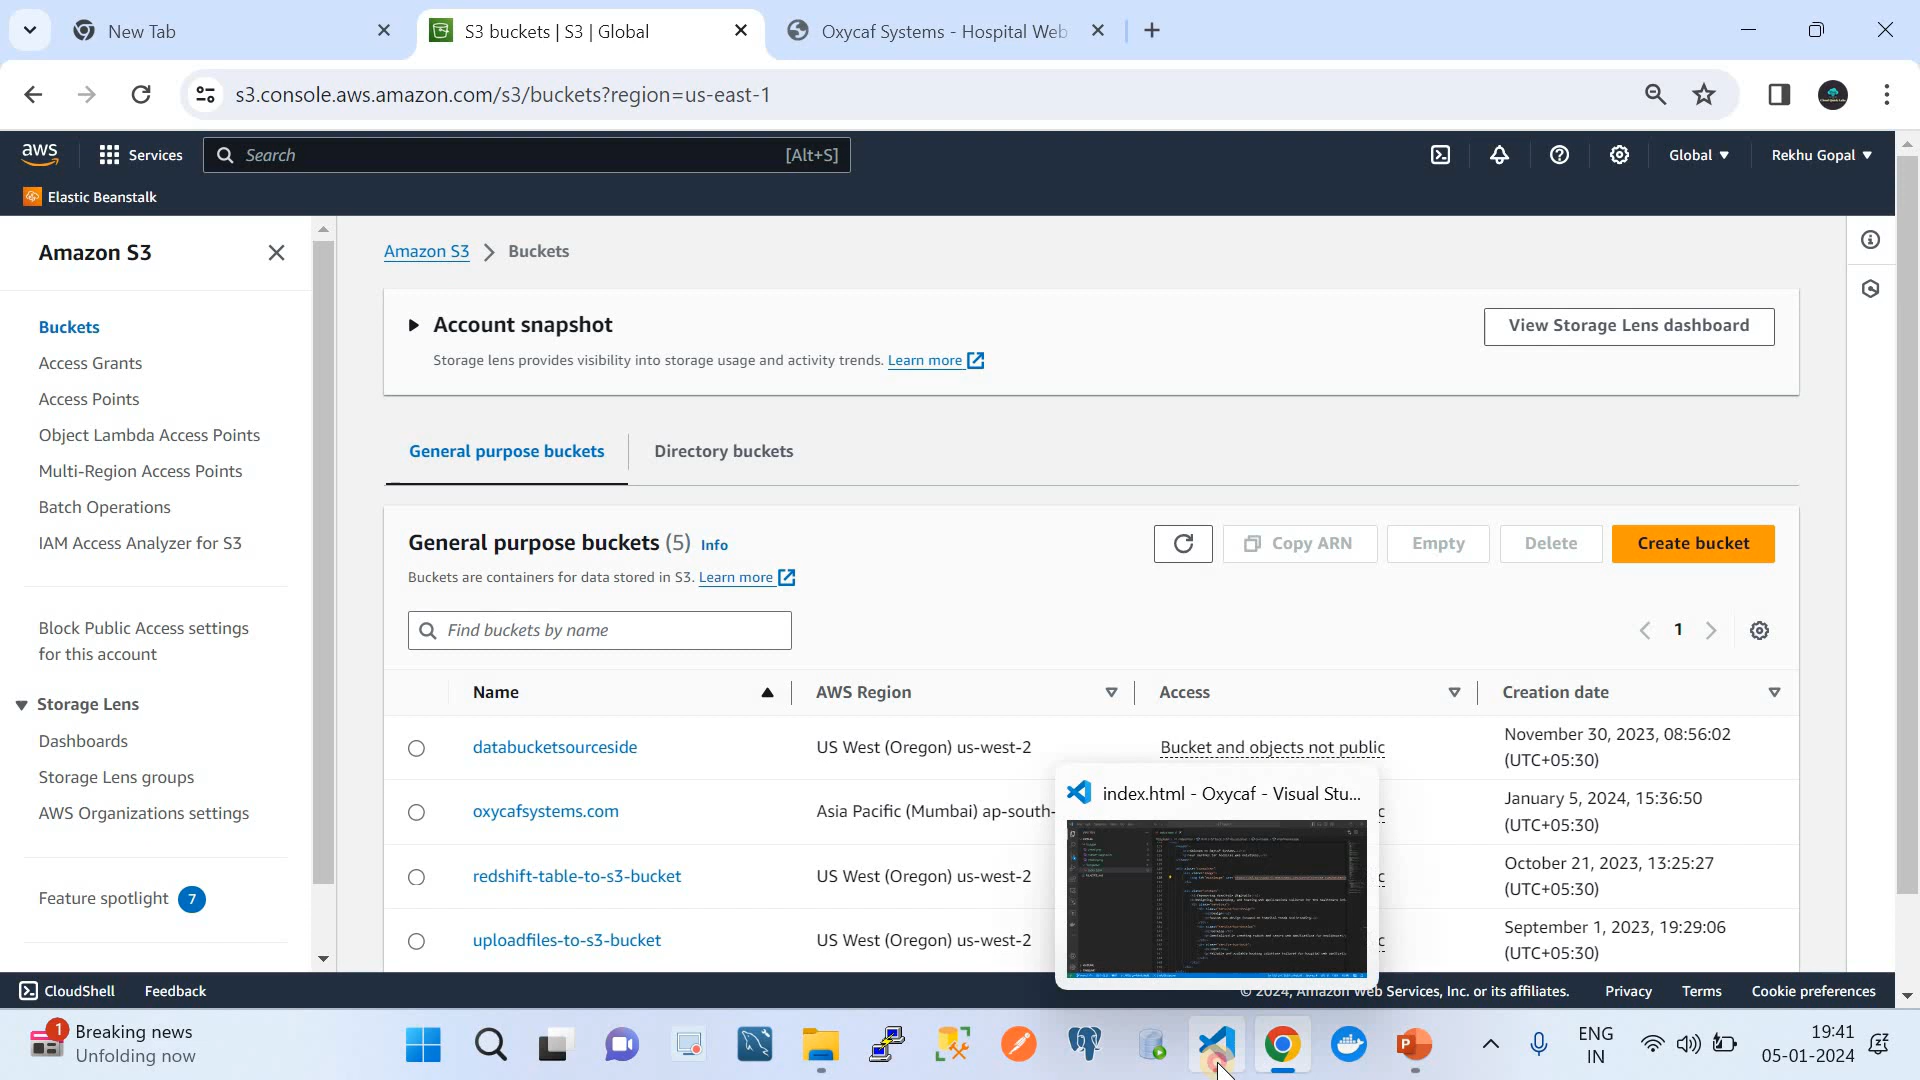 New Tab
S3 buckets | S3 | Global
Oxycaf Systems - Hospital Web
s3.console.aws.amazon.com/s3/buckets?region=us-east-1
aws
Services
Search
[Alt+S]
Global
Rekhu Gopal
Elastic Beanstalk
Amazon S3
Buckets
Access Grants
Access Points
Object Lambda Access Points
Multi-Region Access Points
Batch Operations
IAM Access Analyzer for S3
Block Public Access settings
for this account
Storage Lens
Dashboards
Storage Lens groups
AWS Organizations settings
Feature spotlight 7
Amazon S3 > Buckets
Account snapshot
Storage lens provides visibility into storage usage and activity trends. Learn more
View Storage Lens dashboard
General purpose buckets
Directory buckets
General purpose buckets (5) Info
Buckets are containers for data stored in S3. Learn more
Copy ARN
Empty
Delete
Create bucket
Find buckets by name
1
Name
AWS Region
Access
Creation date
databucketsourceside
US West (Oregon) us-west-2
Bucket and objects not public
November 30, 2023, 08:56:02
(UTC+05:30)
oxycafsystems.com
Asia Pacific (Mumbai) ap-south-
January 5, 2024, 15:36:50
(UTC+05:30)
redshift-table-to-s3-bucket
US West (Oregon) us-west-2
October 21, 2023, 13:25:27
(UTC+05:30)
uploadfiles-to-s3-bucket
US West (Oregon) us-west-2
September 1, 2023, 19:29:06
(UTC+05:30)
index.html - Oxycaf - Visual Stu...
CloudShell
Feedback
© 2024, Amazon Web Services, Inc. or its affiliates.
Privacy
Terms
Cookie preferences
1
Breaking news
Unfolding now
ENG
IN
19:41
05-01-2024